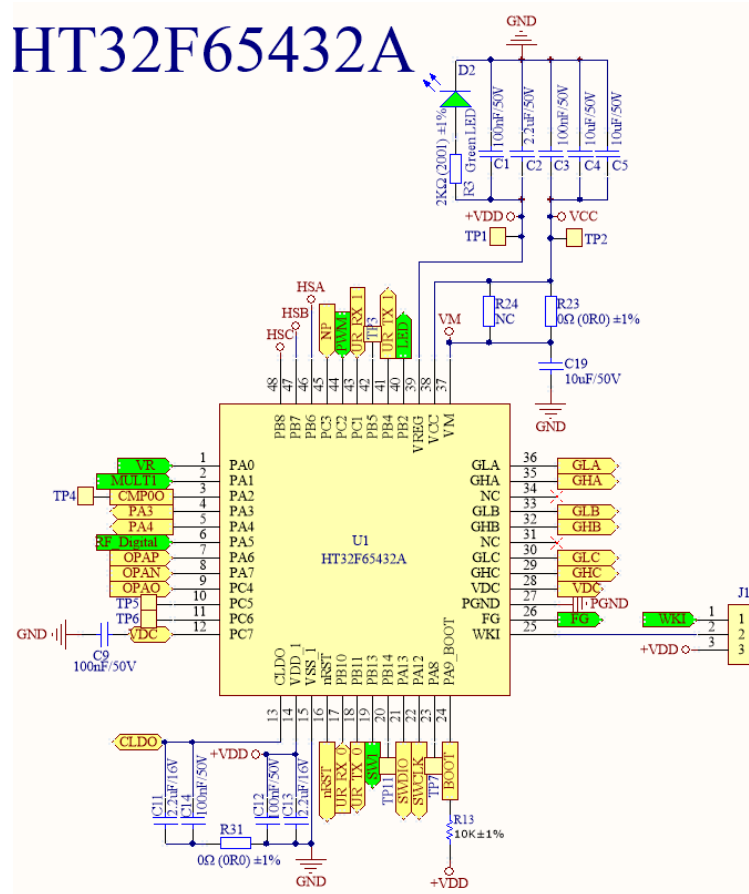 HT32F65432A
GND
D2
Green LED
2KΩ (2001) ±1%
R3
100nF/50V
C1
2.2uF/50V
C2
100nF/50V
C3
10uF/50V
C4
10uF/50V
C5
+VDD
VCC
TP1
TP2
R24
NC
R23
0Ω (0R0) ±1%
VM
C19
10uF/50V
GND
HSA
HSB
HSC
NP
PWM
UR_RX_1
TP3
UR_TX_1
LED
48
47
46
45
44
43
42
41
40
39
38
37
PB8
PB7
PB6
PC3
PC2
PC1
PB5
PB4
PB2
VREG
VCC
VM
VR 1 PA0
MULT1 2 PA1
TP4 CMP0O 3 PA2
PA3 4 PA3
PA4 5 PA4
RF_Digital 6 PA5
OPAP 7 PA6
OPAN 8 PA7
OPAO 9 PC4
TP5 10 PC5
TP6 11 PC6
GND VDC 12 PC7
C9
100nF/50V
U1
HT32F65432A
GLA 36 GLA
GHA 35 GHA
NC 34
GLB 33 GLB
GHB 32 GHB
NC 31
GLC 30 GLC
GHC 29 GHC
VDC 28 VDC
PGND 27 PGND
FG 26 FG
WKI 25
WKI
J1
1 1
2 2
3 3
+VDD
CLDO
VDD_1
VSS_1
nRST
PB10
PB11
PB13
PB14
PA13
PA12
PA8
PA9_BOOT
13
14
15
16
17
18
19
20
21
22
23
24
CLDO
+VDD
nRST
UR_RX_0
UR_TX_0
SW1
TP11
SWDIO
SWCLK
TP7
BOOT
C11
2.2uF/16V
C14
100nF/50V
C12
100nF/50V
C13
2.2uF/16V
R31
0Ω (0R0) ±1%
GND
R13
10K±1%
+VDD